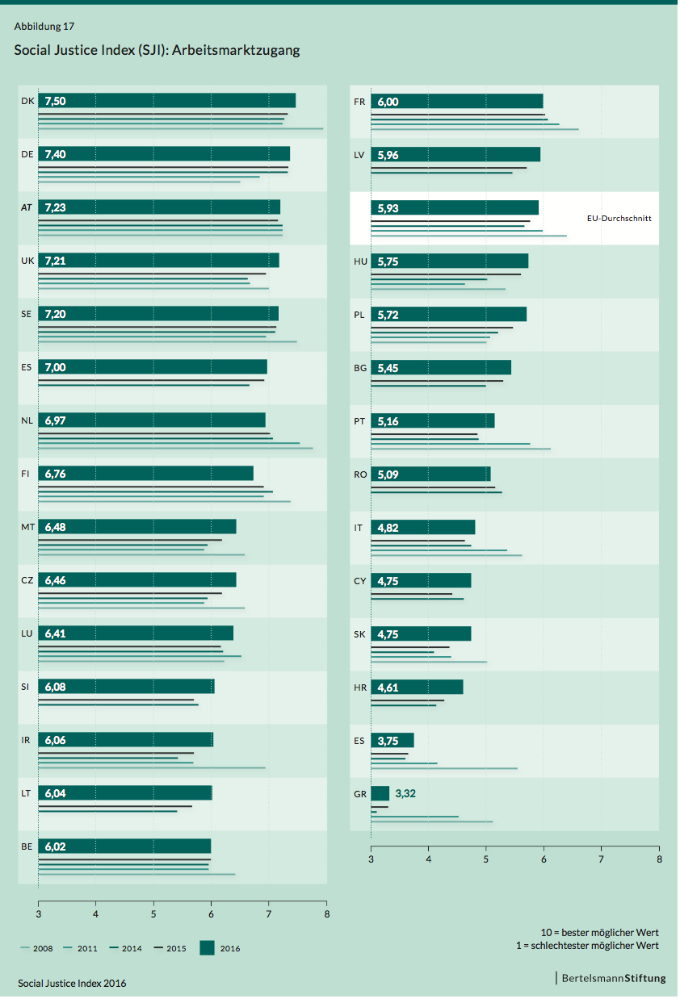 Abbildung 17
Social Justice Index (SJI): Arbeitsmarktzugang
DK 7,50
DE 7,40
AT 7,23
UK 7,21
SE 7,20
ES 7,00
NL 6,97
FI 6,76
MT 6,48
CZ 6,46
LU 6,41
SI 6,08
IR 6,06
LT 6,04
BE 6,02
3 4 5 6 7 8
FR 6,00
LV 5,96
5,93 EU-Durchschnitt
HU 5,75
PL 5,72
BG 5,45
PT 5,16
RO 5,09
IT 4,82
CY 4,75
SK 4,75
HR 4,61
ES 3,75
GR 3,32
3 4 5 6 7 8
2008 2011 2014 2015 2016
10 = bester möglicher Wert
1 = schlechtester möglicher Wert
Social Justice Index 2016
BertelsmannStiftung